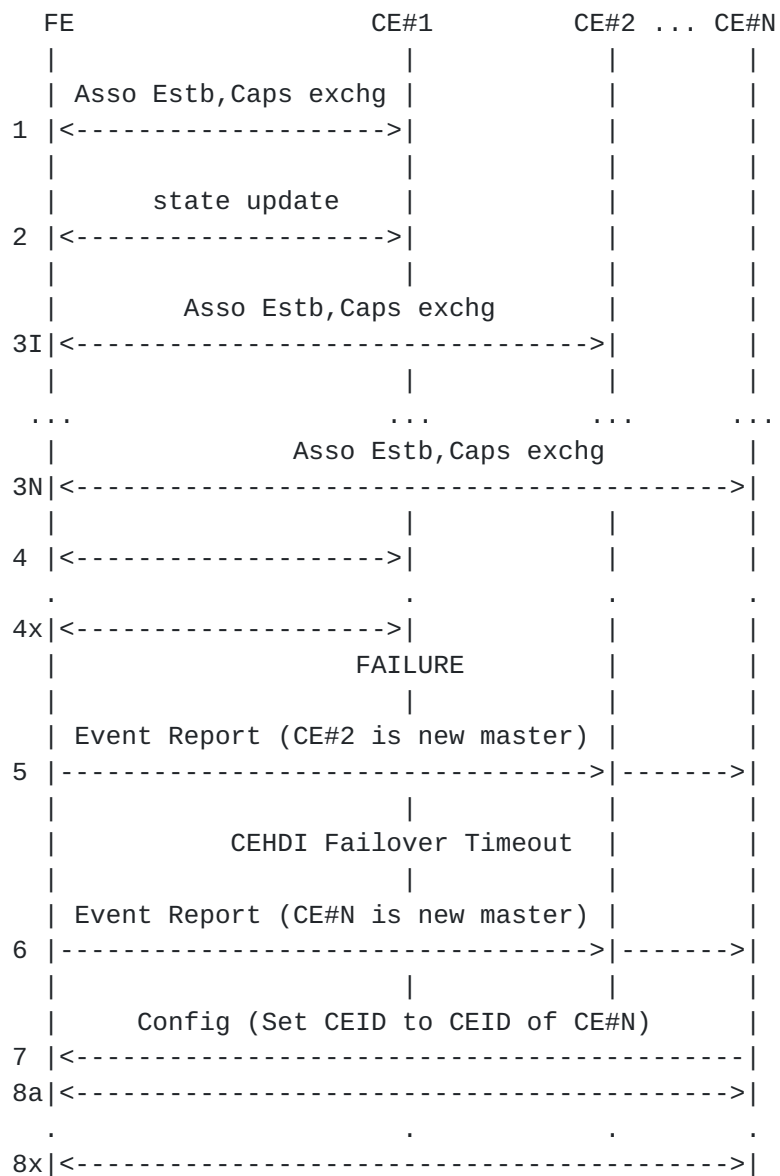 FE                   CE#1         CE#2 ... CE#N
  |                      |            |        |
  | Asso Estb,Caps exchg |            |        |
1 |<-------------------->|            |        |
  |                      |            |        |
  |      state update    |            |        |
2 |<-------------------->|            |        |
  |                      |            |        |
  |        Asso Estb,Caps exchg       |        |
3I|<--------------------------------->|        |
  |                      |            |        |
 ...                    ...          ...      ...
  |               Asso Estb,Caps exchg         |
3N|<------------------------------------------>|
  |                      |            |        |
4 |<-------------------->|            |        |
  .                      .            .        .
4x|<-------------------->|            |        |
  |                   FAILURE         |        |
  |                      |            |        |
  | Event Report (CE#2 is new master) |        |
5 |---------------------------------->|------->|
  |                      |            |        |
  |           CEHDI Failover Timeout  |        |
  |                      |            |        |
  | Event Report (CE#N is new master) |        |
6 |---------------------------------->|------->|
  |                      |            |        |
  |     Config (Set CEID to CEID of CE#N)      |
7 |<-------------------------------------------|
8a|<------------------------------------------>|
  .                      .            .        .
8x|<------------------------------------------>|